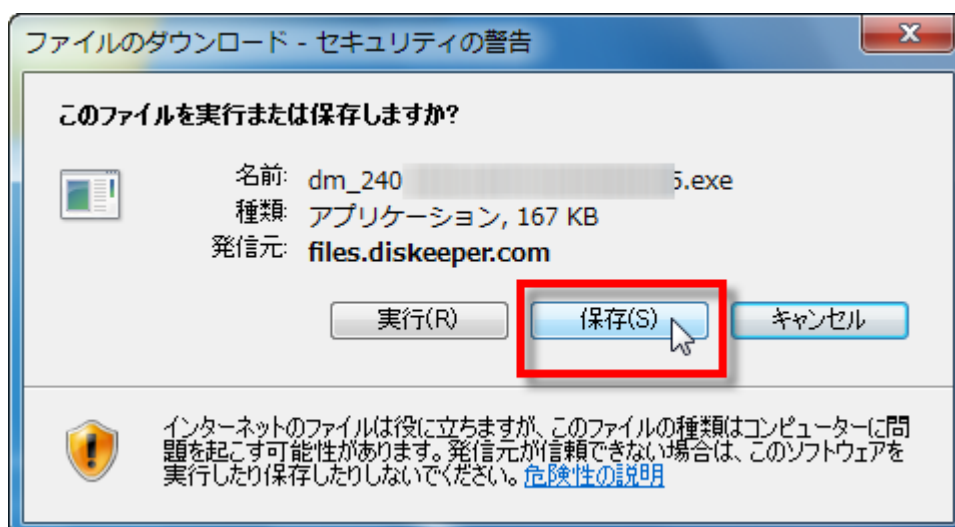 ファイルのダウンロード - セキュリティの警告
このファイルを実行または保存しますか?
名前: dm_240 5.exe
種類: アプリケーション, 167 KB
発信元: files.diskeeper.com
実行(R) 保存(S) キャンセル
インターネットのファイルは役に立ちますが、このファイルの種類はコンピューターに問
題を起こす可能性があります。発信元が信頼できない場合は、このソフトウェアを
実行したり保存したりしないでください。危険性の説明